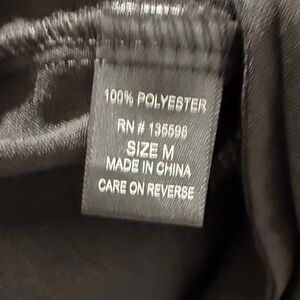 100% POLYESTER
RN # 135598
SIZE M
MADE IN CHINA
CARE ON REVERSE